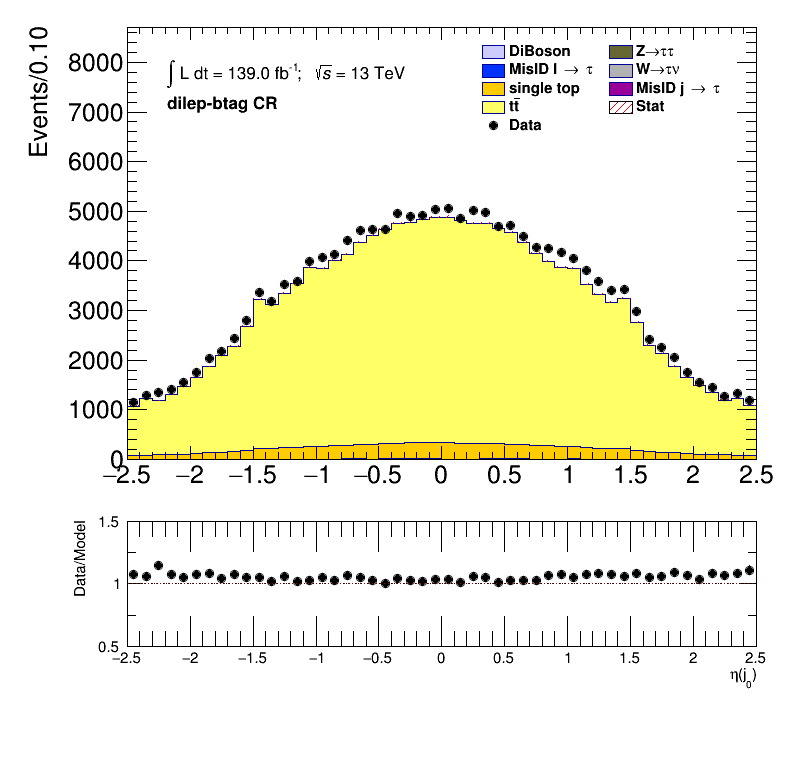 Events/0.10
8000
7000
6000
5000
4000
3000
2000
1000
0
∫ L dt = 139.0 fb⁻¹; √s = 13 TeV
dilep-btag CR
DiBoson
MisID l → τ
single top
tt̄
Data
Z→ττ
W→τν
MisID j → τ
Stat
−2.5 −2 −1.5 −1 −0.5 0 0.5 1 1.5 2 2.5
Data/Model
1.5
1
0.5
−2.5 −2 −1.5 −1 −0.5 0 0.5 1 1.5 2 2.5
η(j₀)